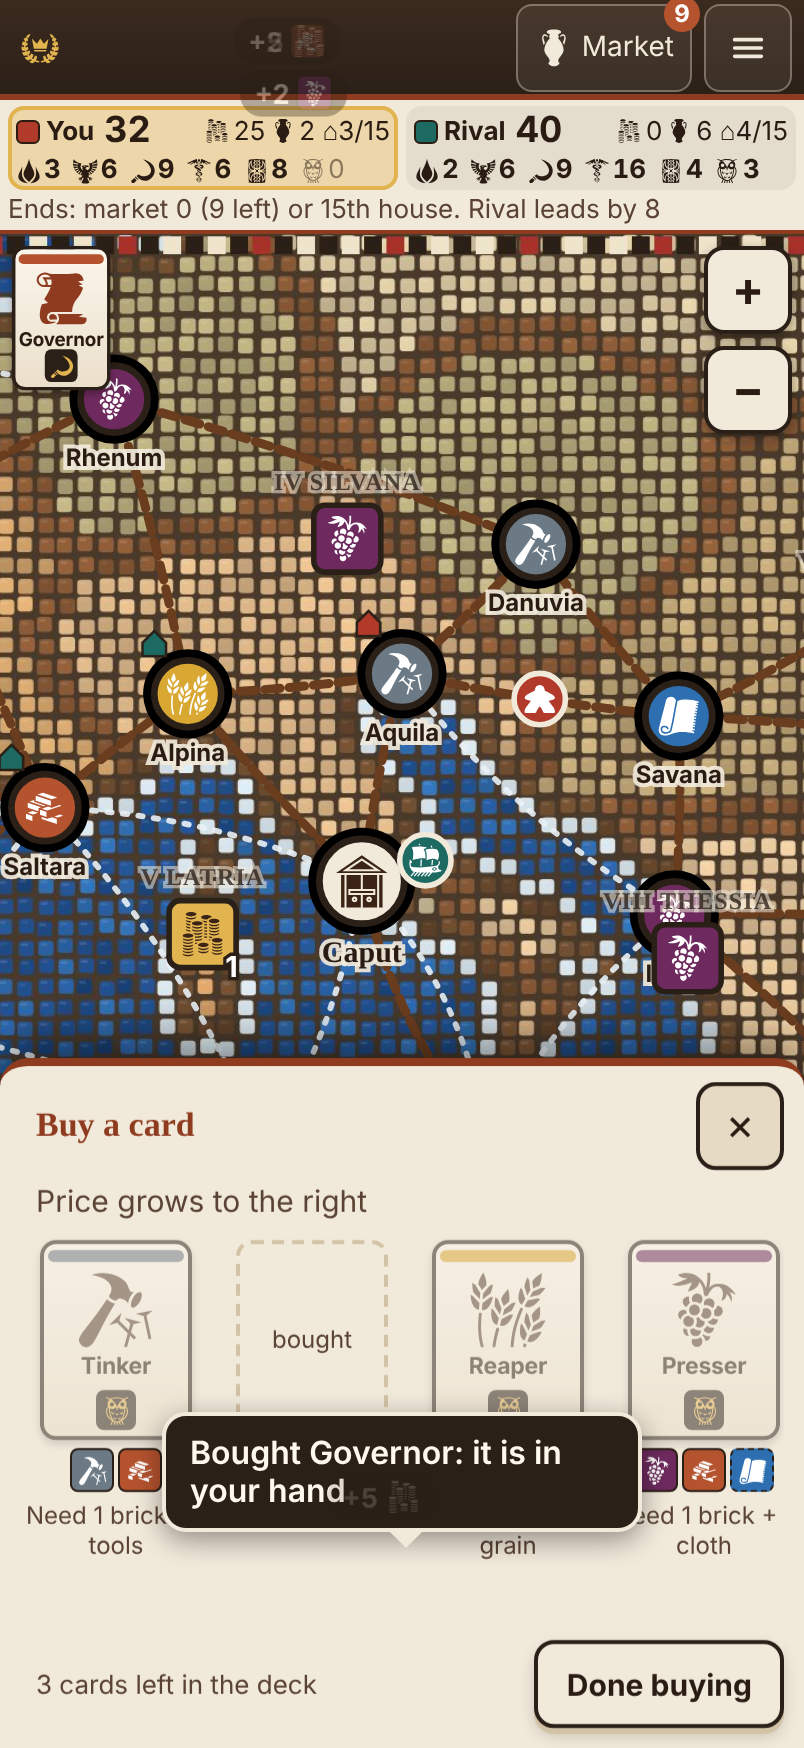 +2
Market
9
You 32 25 2 3/15
3 6 9 6 8 0
Rival 40 0 6 4/15
2 6 9 16 4 3
Ends: market 0 (9 left) or 15th house. Rival leads by 8
Governor
+
−
Rhenum
IV SILVANA
Danuvia
Aquila
Alpina
Savana
Saltara
V LATRIA
1
VIII THESSIA
Caput
Buy a card
×
Price grows to the right
Tinker
bought
Reaper
Presser
Bought Governor: it is in
your hand
+5
Need 1 brick
tools
grain
eed 1 brick +
cloth
3 cards left in the deck
Done buying